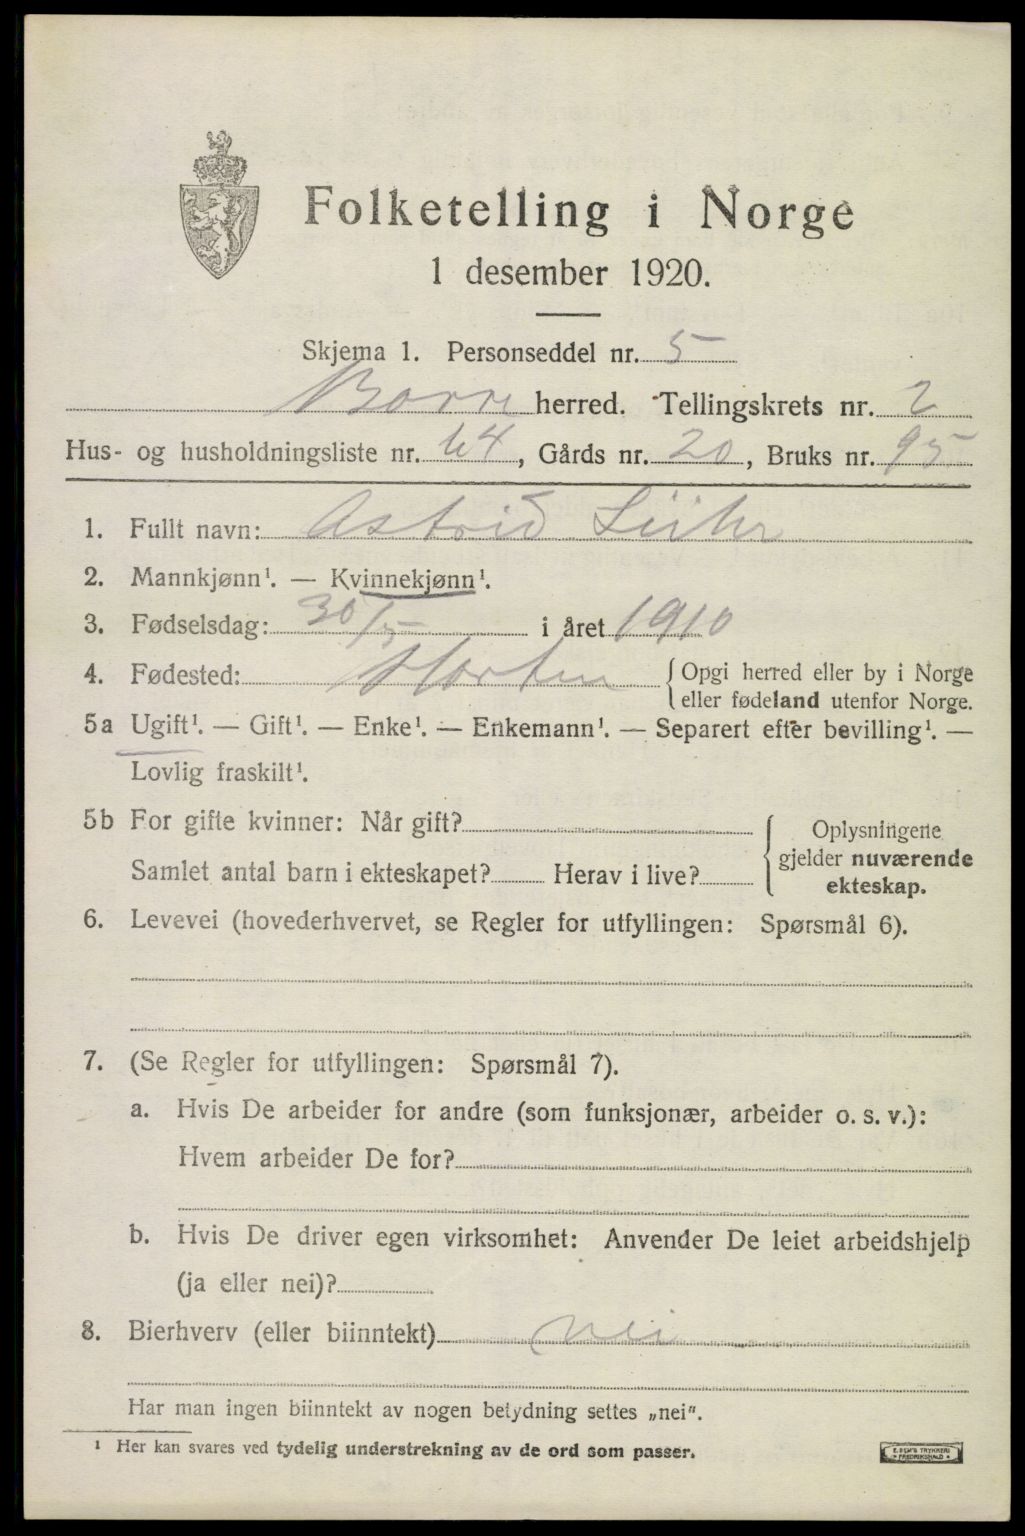 Folketelling i Norge
1 desember 1920.
Skjema 1. Personseddel nr. 5
Borre herred. Tellingskrets nr. 2
Hus- og husholdningsliste nr. 64, Gårds nr. 20, Bruks nr. 95
1. Fullt navn: Astrid Lühr
2. Mannkjønn¹. — Kvinnekjønn¹.
3. Fødselsdag: 30/5 i året 1910
4. Fødested: Horten { Opgi herred eller by i Norge
eller fødeland utenfor Norge.
5a Ugift¹. — Gift¹. — Enke¹. — Enkemann¹. — Separert efter bevilling¹. —
Lovlig fraskilt¹.
5b For gifte kvinner: Når gift?
Samlet antal barn i ekteskapet? Herav i live?
Oplysningene
gjelder nuværende
ekteskap.
6. Levevei (hovederhvervet, se Regler for utfyllingen: Spørsmål 6).
7. (Se Regler for utfyllingen: Spørsmål 7).
a. Hvis De arbeider for andre (som funksjonær, arbeider o. s. v.):
Hvem arbeider De for?
b. Hvis De driver egen virksomhet: Anvender De leiet arbeidshjelp
(ja eller nei)?
8. Bierhverv (eller biinntekt) nei
Har man ingen biinntekt av nogen betydning settes „nei".
¹ Her kan svares ved tydelig understrekning av de ord som passer.
E. SEM'S TRYKKERI
FREDRIKSHALD